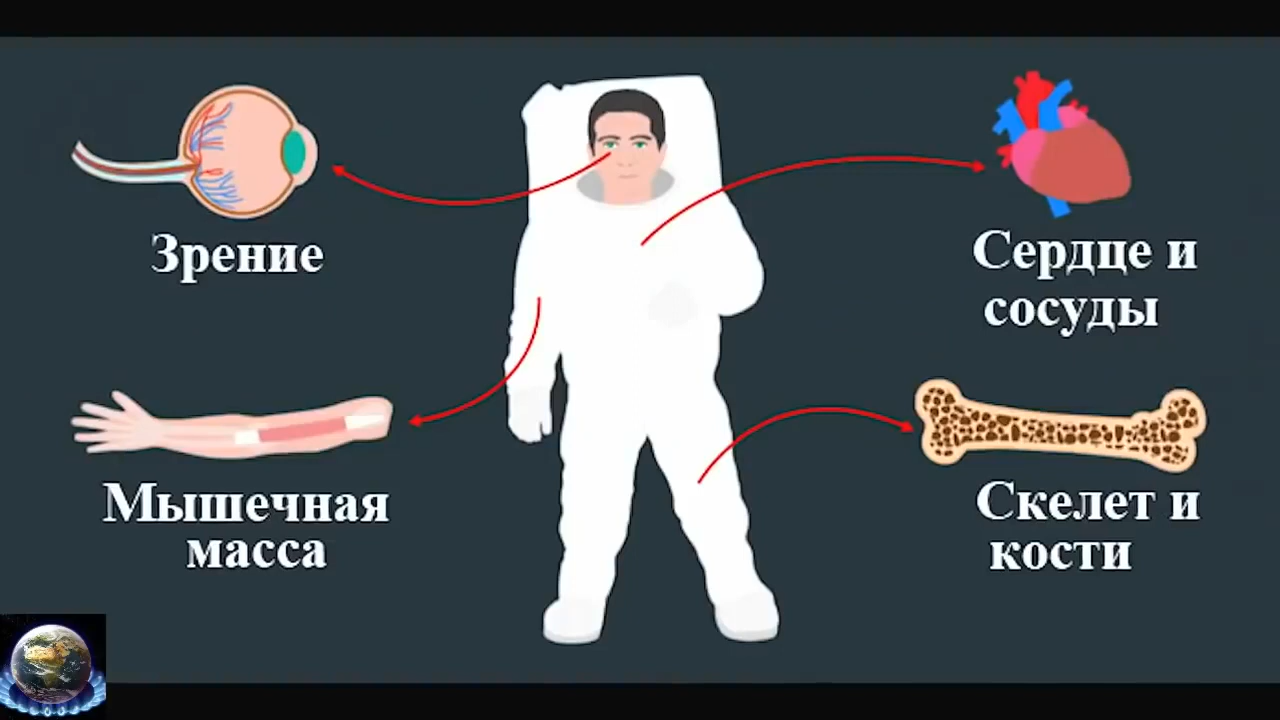 Зрение
Сердце и
сосуды
Мышечная
масса
Скелет и
кости